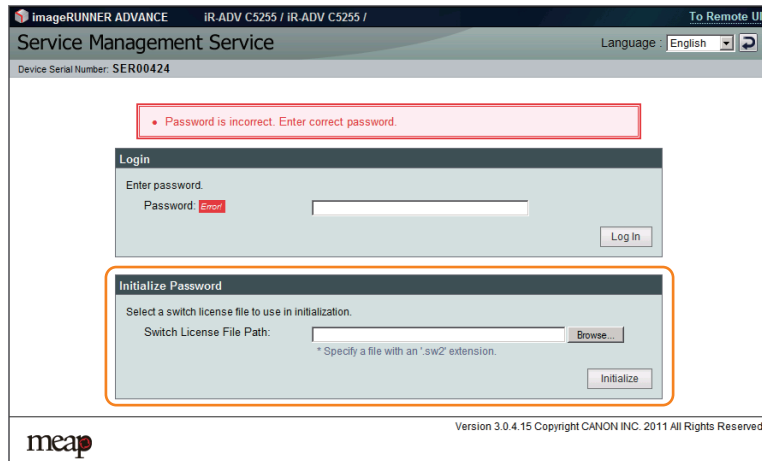 imageRUNNER ADVANCE iR-ADV C5255 / iR-ADV C5255 / To Remote UI
Service Management Service Language : English
Device Serial Number: SER00424
• Password is incorrect. Enter correct password.
Login
Enter password.
Password: Error!
Log In
Initialize Password
Select a switch license file to use in initialization.
Switch License File Path: Browse...
* Specify a file with an '.sw2' extension.
Initialize
Version 3.0.4.15 Copyright CANON INC. 2011 All Rights Reserved
meap